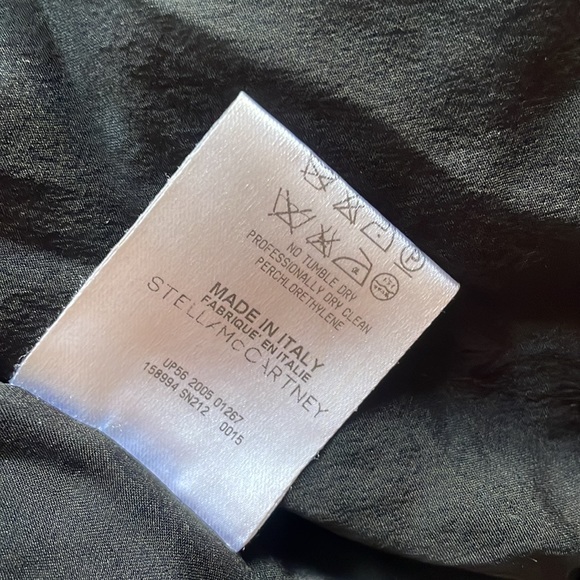 NO TUMBLE DRY
PROFESSIONALLY DRY CLEAN
PERCHLORETHYLENE
MADE IN ITALY
FABRIQUE' EN ITALIE
STELLA McCARTNEY
UP56 2005 01267
158994 SN212 0015